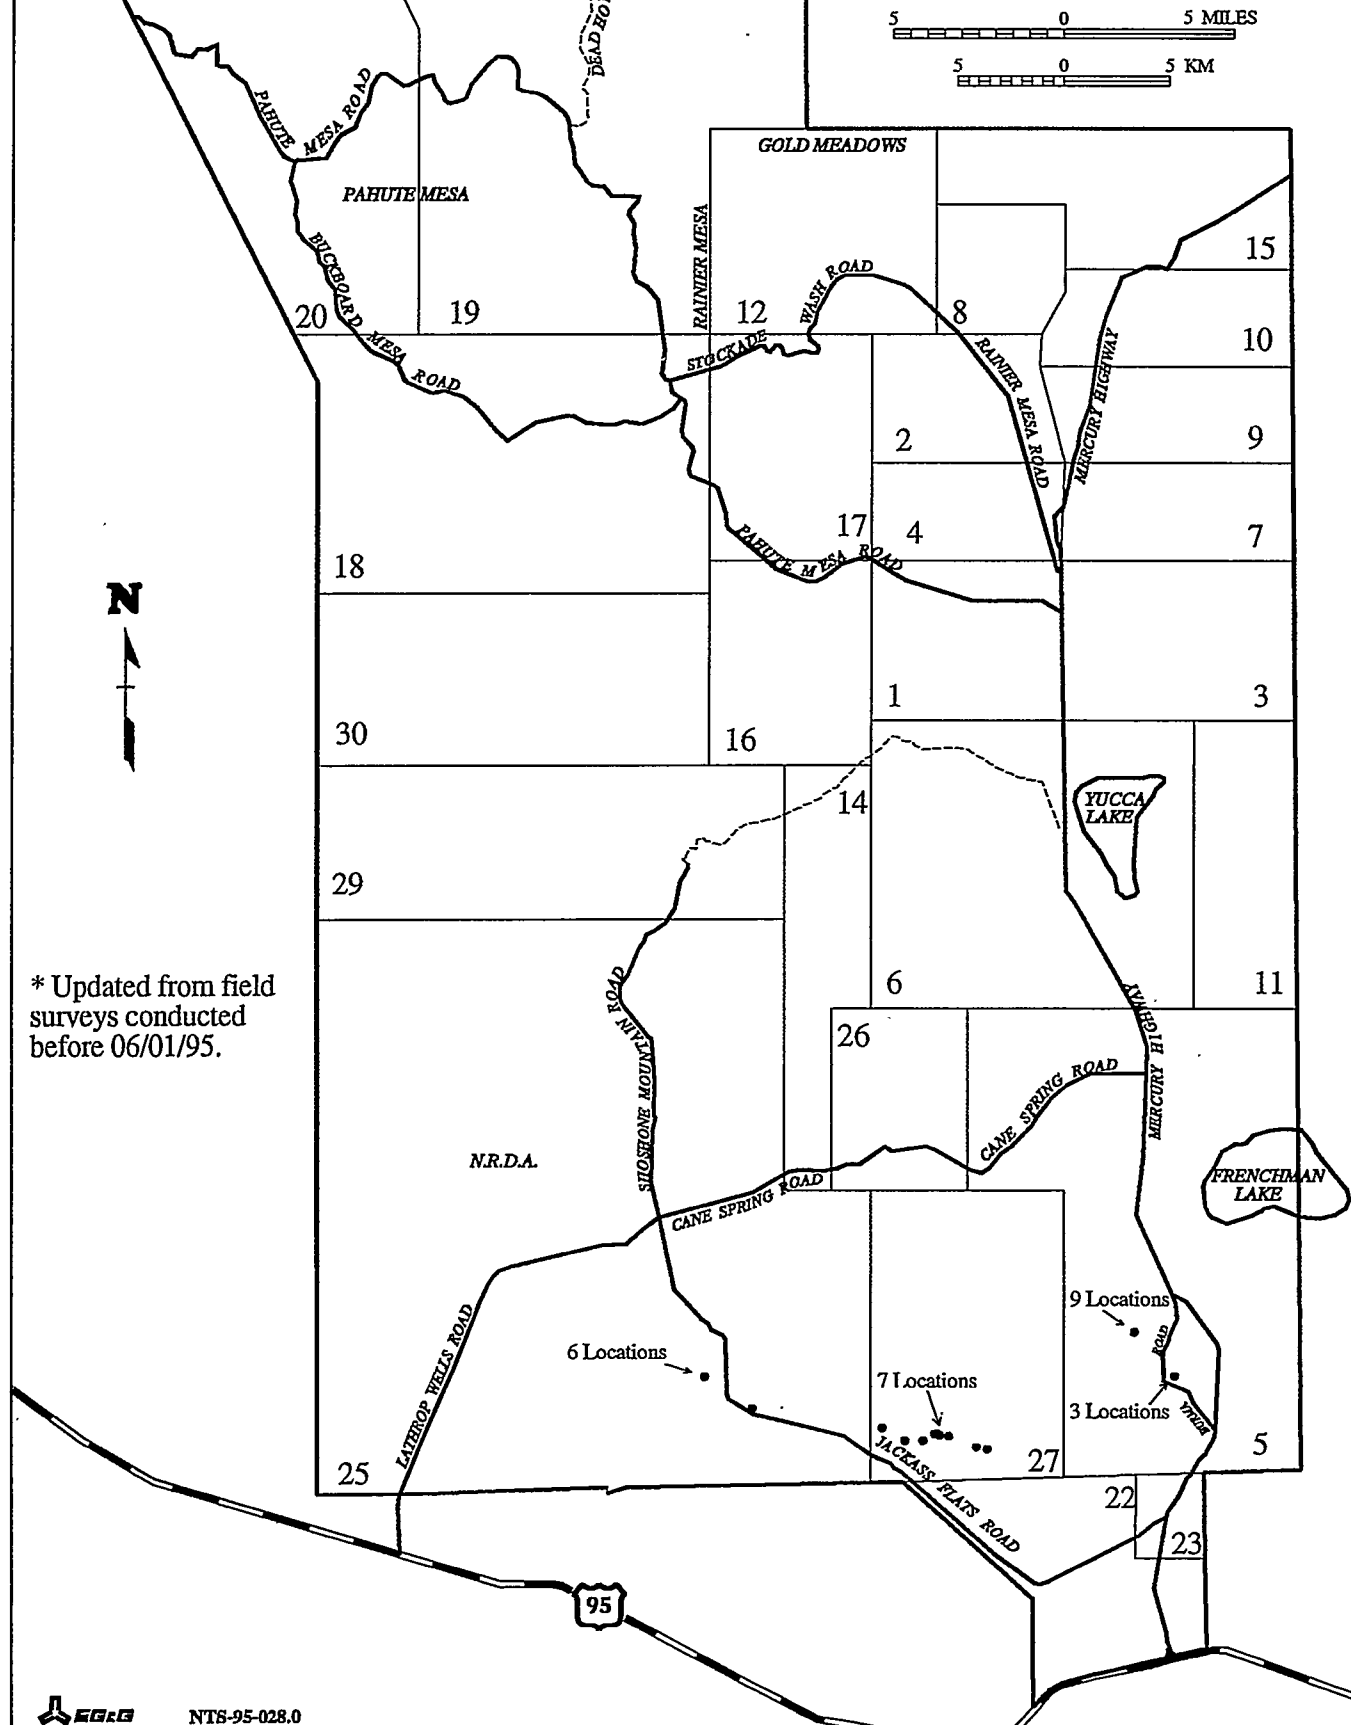 5 0 5 MILES
5 0 5 KM
PAHUTE MESA ROAD
GOLD MEADOWS
PAHUTE MESA
RAINIER MESA
BUCKBOARD MESA ROAD
15
20
19
12
WASH ROAD
8
STOCKADE
10
RAINIER MESA ROAD
MERCURY HIGHWAY
2
9
17
4
7
PAHUTE MESA ROAD
18
N
1
3
30
16
YUCCA
LAKE
14
29
* Updated from field
surveys conducted
before 06/01/95.
6
11
SHOSHONE MOUNTAIN ROAD
26
MERCURY HIGHWAY
CANE SPRING ROAD
N.R.D.A.
FRENCHMAN
LAKE
CANE SPRING ROAD
9 Locations
ROAD
LATHROP WELLS ROAD
6 Locations
7 Locations
3 Locations
JACKASS FLATS ROAD
25
27
5
22
23
95
EG&G
NTS-95-028.0